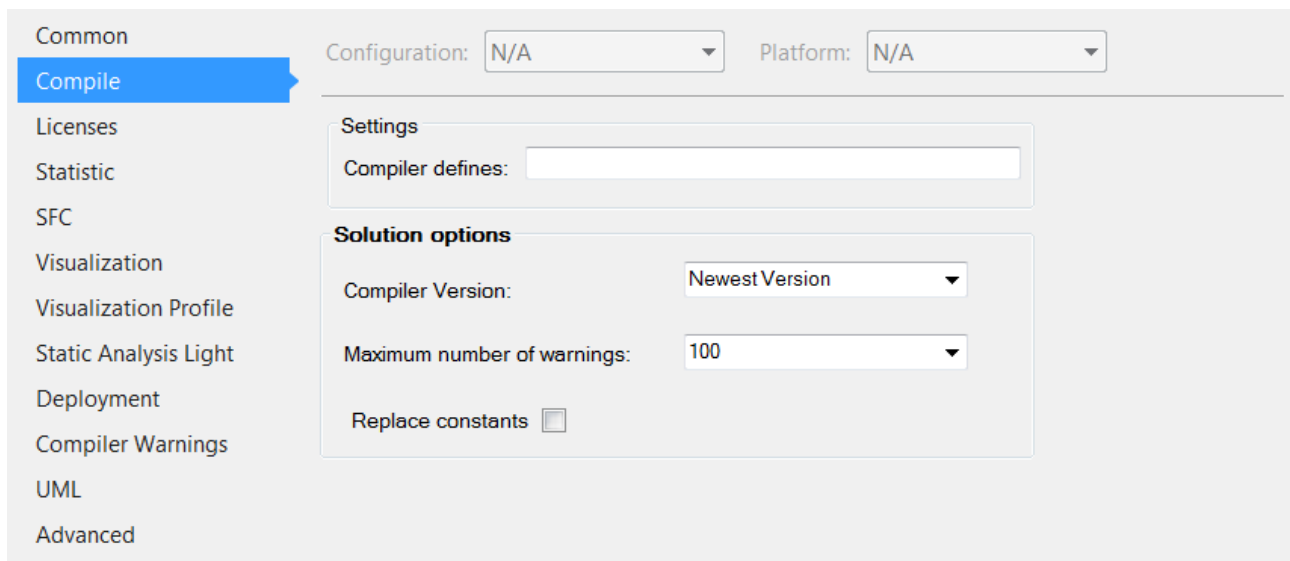 Common
Compile
Licenses
Statistic
SFC
Visualization
Visualization Profile
Static Analysis Light
Deployment
Compiler Warnings
UML
Advanced
Configuration: N/A Platform: N/A
Settings
Compiler defines:
Solution options
Compiler Version: Newest Version
Maximum number of warnings: 100
Replace constants